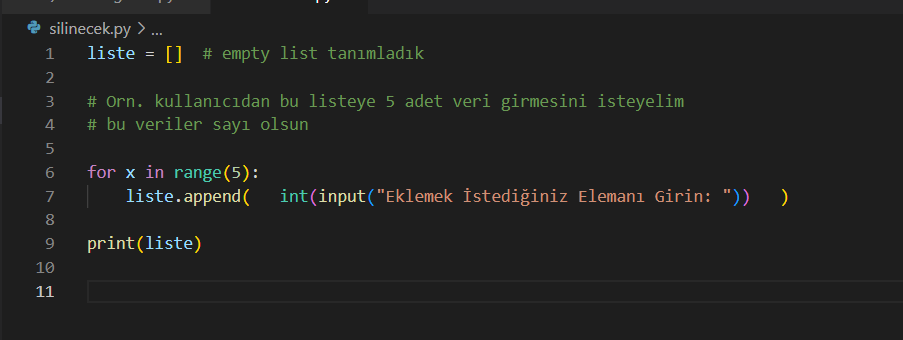 silinecek.py > ...
1 liste = [] # empty list tanımladık
2
3 # Orn. kullanıcıdan bu listeye 5 adet veri girmesini isteyelim
4 # bu veriler sayı olsun
5
6 for x in range(5):
7     liste.append(   int(input("Eklemek İstediğiniz Elemanı Girin: "))   )
8
9 print(liste)
10
11